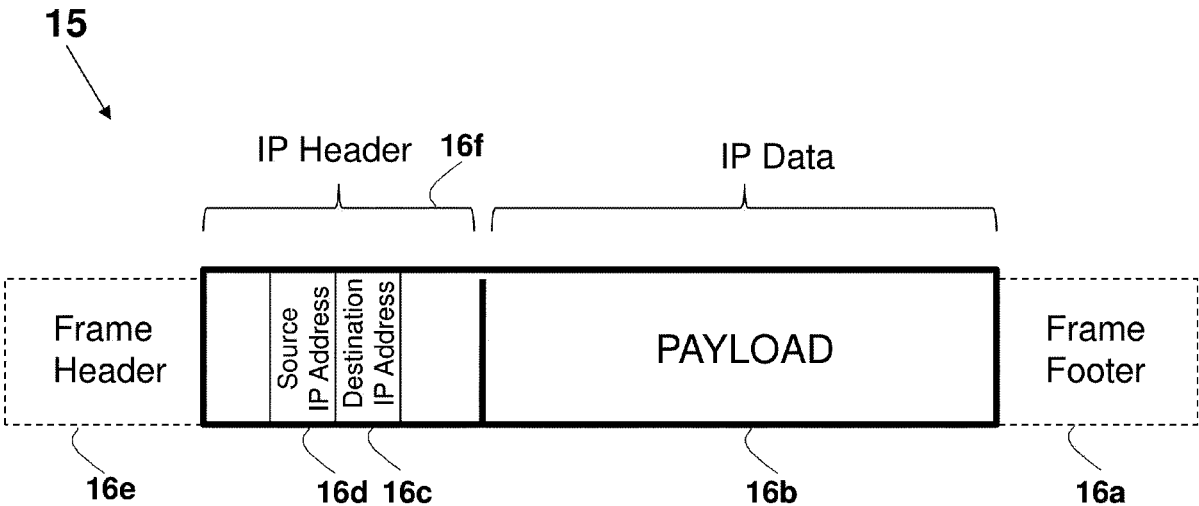 15
IP Header
16f
IP Data
Frame
Header
Source
IP Address
Destination
IP Address
PAYLOAD
Frame
Footer
16e
16d
16c
16b
16a